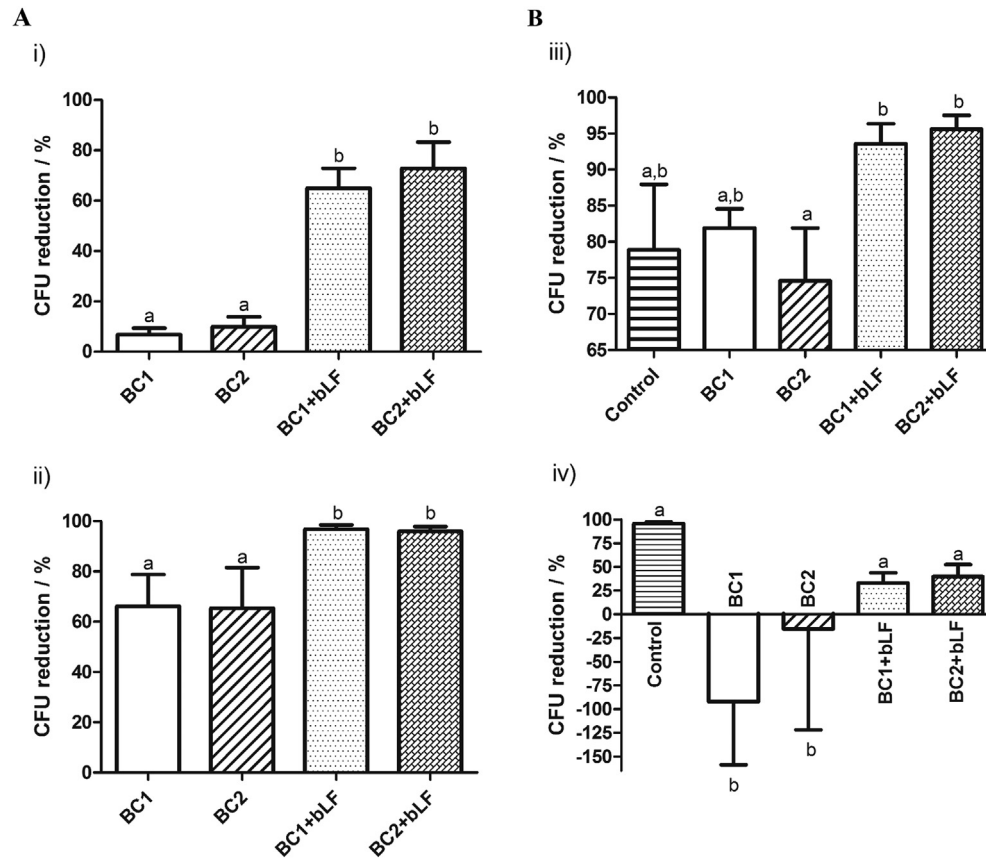 A
i)
CFU reduction / %
100
80
60
40
20
0
a
a
b
b
BC1
BC2
BC1+bLF
BC2+bLF
ii)
CFU reduction / %
100
80
60
40
20
0
a
a
b
b
BC1
BC2
BC1+bLF
BC2+bLF
B
iii)
CFU reduction / %
100
95
90
85
80
75
70
65
a,b
a,b
a
b
b
Control
BC1
BC2
BC1+bLF
BC2+bLF
iv)
CFU reduction / %
100
75
50
25
0
-25
-50
-75
-100
-125
-150
a
b
b
a
a
Control
BC1
BC2
BC1+bLF
BC2+bLF